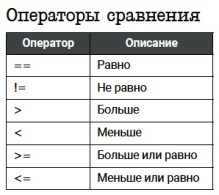 Операторы сравнения
Оператор Описание
== Равно
!= Не равно
> Больше
< Меньше
>= Больше или равно
<= Меньше или равно